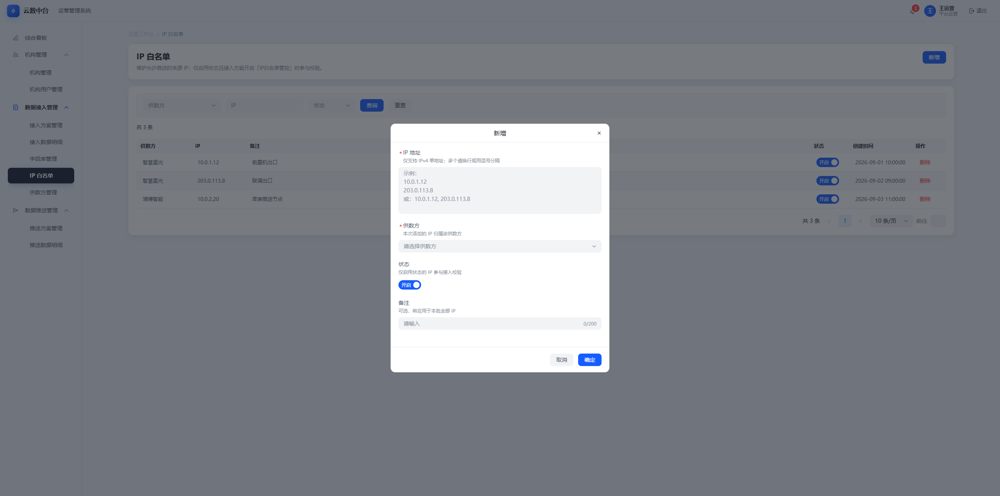 云数中台 运营管理系统
3 王 王运营 平台运营 退出
综合看板
机构管理
机构管理
机构用户管理
数据接入管理
接入方案管理
接入数据明细
字段库管理
IP 白名单
供数方管理
数据推送管理
推送方案管理
推送数据明细
运营工作台 / IP 白名单
IP 白名单
新增
维护允许推送的来源 IP；仅启用状态且接入方案开启「IP白名单管控」时参与校验。
供数方 IP 状态 查询 重置
共 3 条
供数方 IP 备注 状态 创建时间 操作
智慧星光 10.0.1.12 前置机出口 开启 2026-09-01 10:00:00 删除
智慧星光 203.0.113.8 联调出口 开启 2026-09-02 09:00:00 删除
清博智能 10.0.2.20 库表推送节点 开启 2026-09-03 11:00:00 删除
共 3 条 1 10 条/页 前往
新增
* IP 地址
仅支持 IPv4 单地址；多个请换行或用逗号分隔
示例：
10.0.1.12
203.0.113.8
或：10.0.1.12, 203.0.113.8
* 供数方
本次添加的 IP 归属该供数方
请选择供数方
状态
仅启用状态的 IP 参与接入校验
开启
备注
可选，将应用于本批全部 IP
请输入 0/200
取消 确定